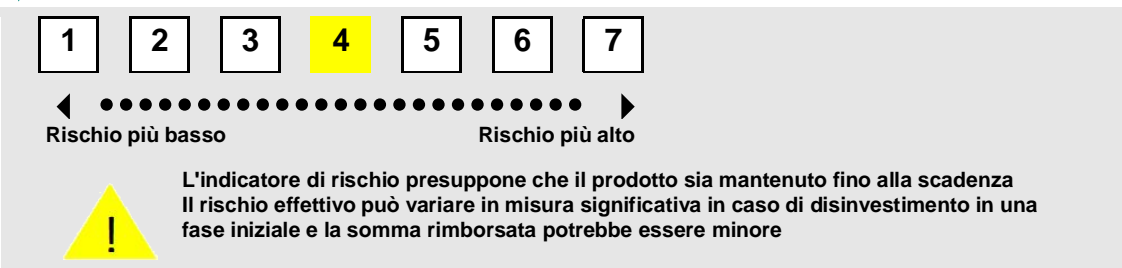 1 2 3 4 5 6 7
Rischio più basso Rischio più alto
L'indicatore di rischio presuppone che il prodotto sia mantenuto fino alla scadenza
Il rischio effettivo può variare in misura significativa in caso di disinvestimento in una
fase iniziale e la somma rimborsata potrebbe essere minore
!